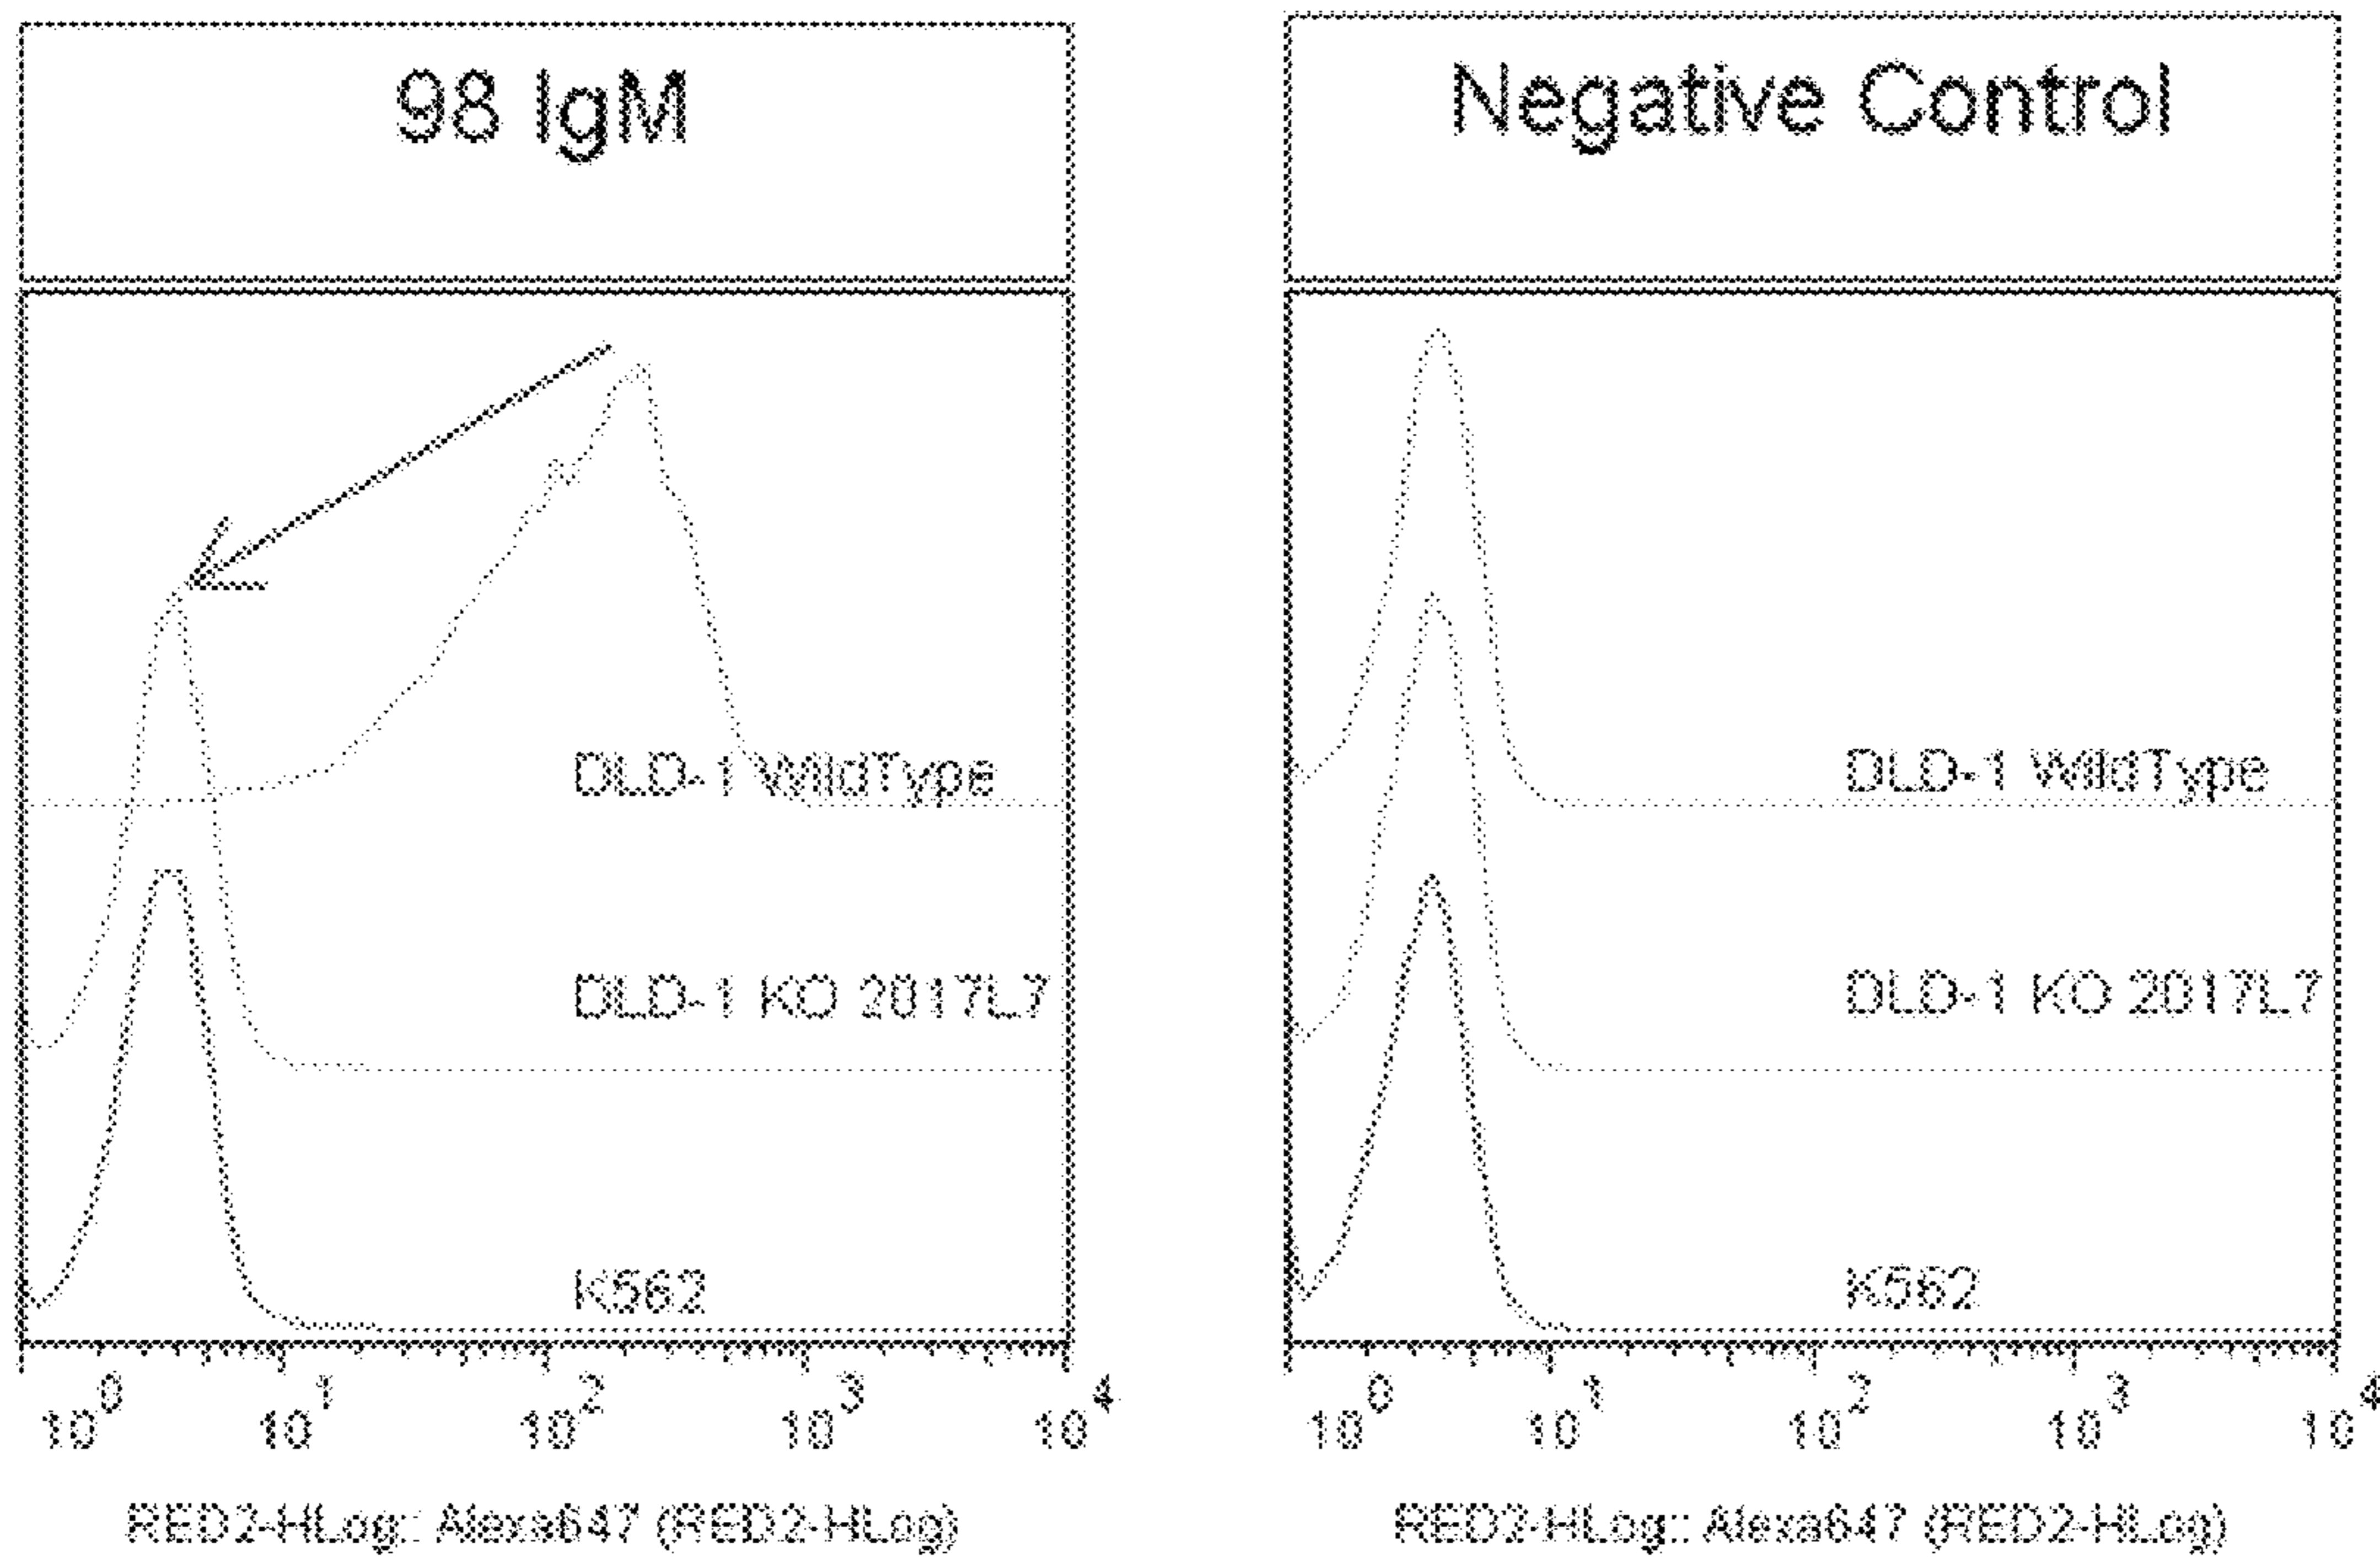 98 IgM
DLD-1 WildType
DLD-1 KO 2017L7
K562
10^0 10^1 10^2 10^3 10^4
RED2-HLog:: Alexa647 (RED2-HLog)
Negative Control
DLD-1 WildType
DLD-1 KO 2017L7
K562
10^0 10^1 10^2 10^3 10^4
RED2-HLog:: Alexa647 (RED2-HLog)